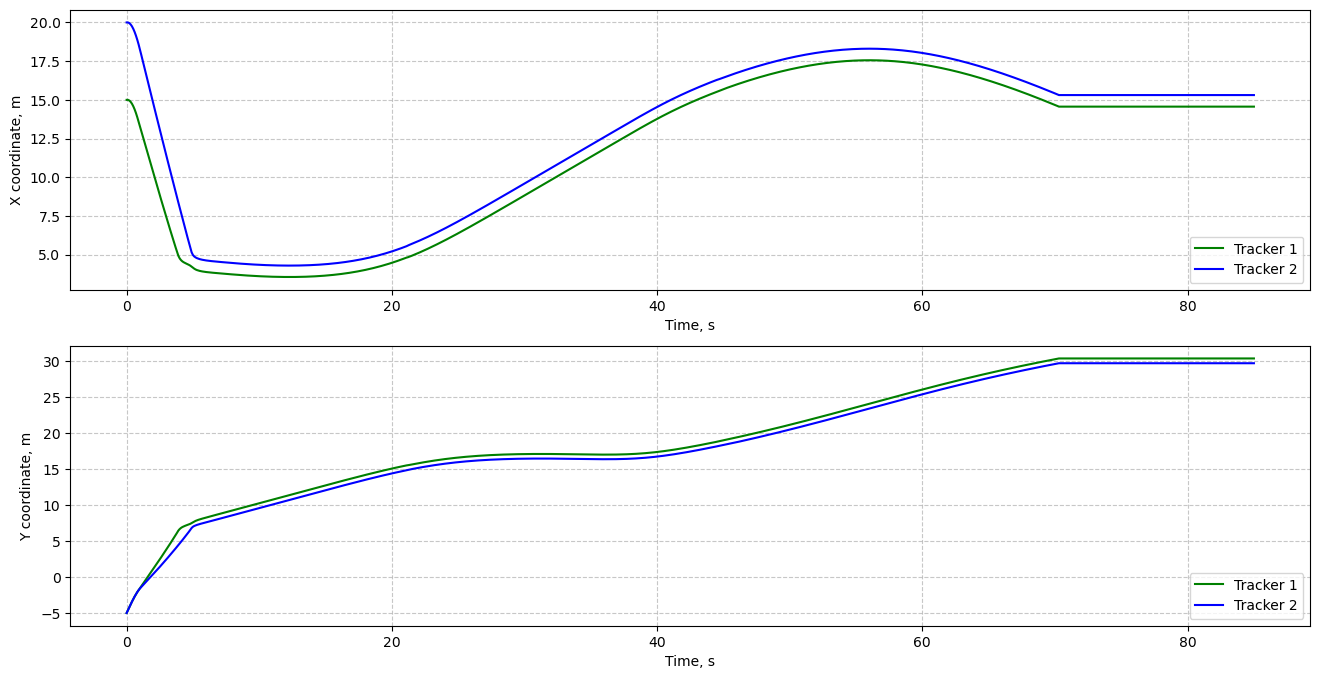 20.0
17.5
15.0
12.5
10.0
7.5
5.0
X coordinate, m
0 20 40 60 80
Time, s
Tracker 1
Tracker 2
30
25
20
15
10
5
0
−5
Y coordinate, m
0 20 40 60 80
Time, s
Tracker 1
Tracker 2